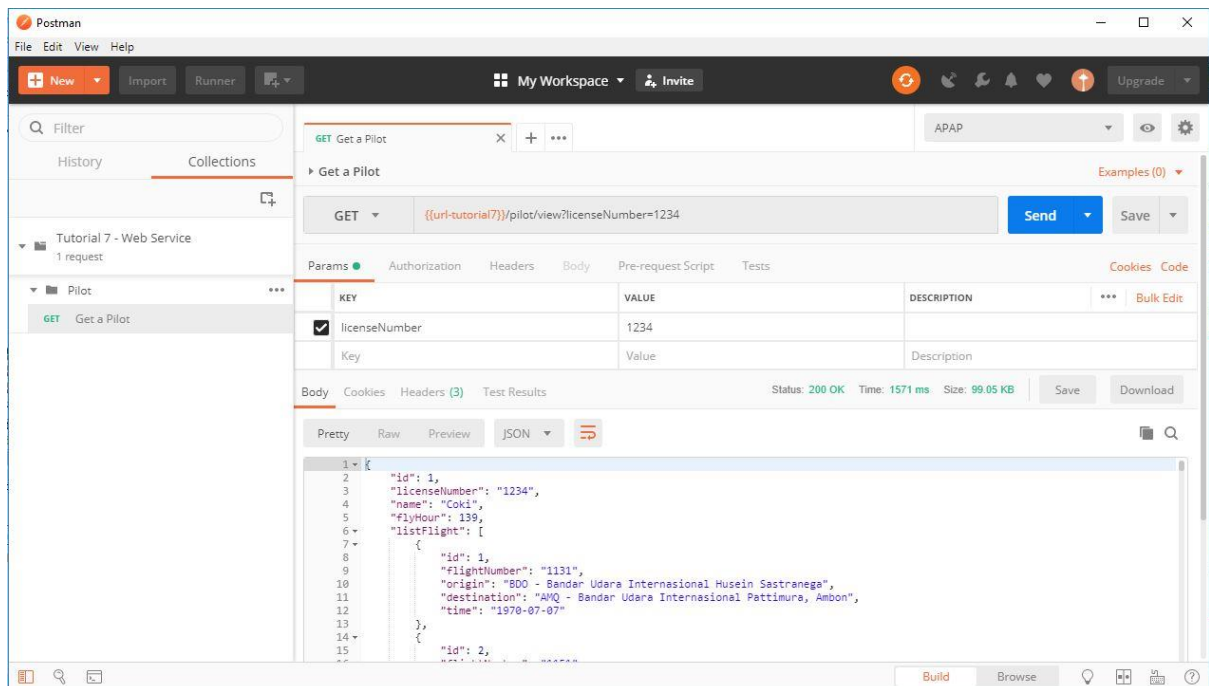 Postman
File Edit View Help
New Import Runner My Workspace Invite Upgrade
Filter
History Collections
Tutorial 7 - Web Service
1 request
Pilot
GET Get a Pilot
GET Get a Pilot
APAP
Get a Pilot
Examples (0)
GET {{url-tutorial7}}/pilot/view?licenseNumber=1234 Send Save
Params Authorization Headers Body Pre-request Script Tests Cookies Code
KEY VALUE DESCRIPTION Bulk Edit
licenseNumber 1234
Key Value Description
Body Cookies Headers (3) Test Results Status: 200 OK Time: 1571 ms Size: 99.05 KB Save Download
Pretty Raw Preview JSON
1 {
2 "id": 1,
3 "licenseNumber": "1234",
4 "name": "Coki",
5 "flyHour": 139,
6 "listFlight": [
7 {
8 "id": 1,
9 "flightNumber": "1131",
10 "origin": "BDO - Bandar Udara Internasional Husein Sastranega",
11 "destination": "AMQ - Bandar Udara Internasional Pattimura, Ambon",
12 "time": "1970-07-07"
13 },
14 {
15 "id": 2,
Build Browse